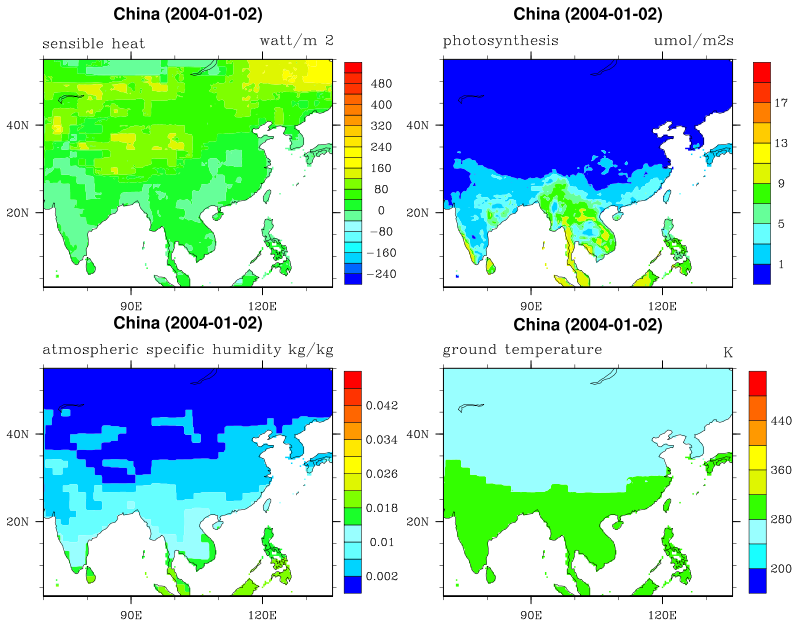 China (2004-01-02)
sensible heat watt/m 2
480
400
320
240
160
80
0
−80
−160
−240
40N
20N
90E 120E
China (2004-01-02)
photosynthesis umol/m2s
17
13
9
5
1
40N
20N
90E 120E
China (2004-01-02)
atmospheric specific humidity kg/kg
0.042
0.034
0.026
0.018
0.01
0.002
40N
20N
90E 120E
China (2004-01-02)
ground temperature K
440
360
280
200
40N
20N
90E 120E